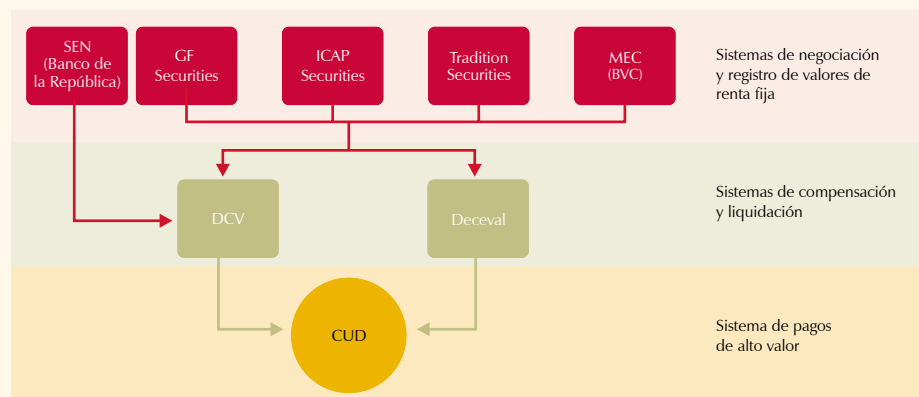 SEN
(Banco de
la República)
GF
Securities
ICAP
Securities
Tradition
Securities
MEC
(BVC)
Sistemas de negociación
y registro de valores de
renta fija
DCV
Deceval
Sistemas de compensación
y liquidación
CUD
Sistema de pagos
de alto valor